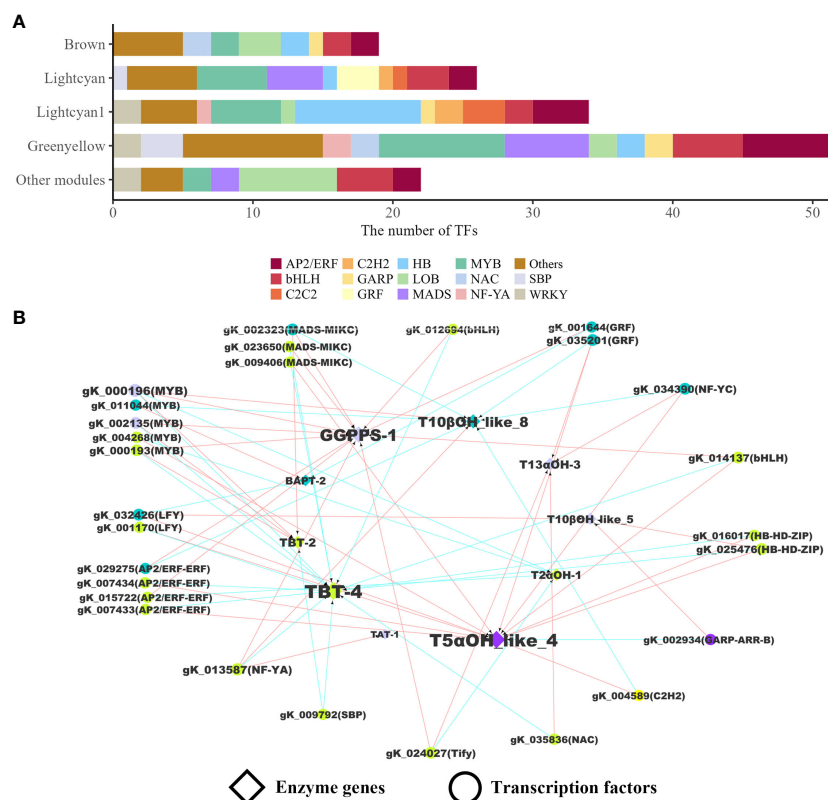 A
Brown
Lightcyan
Lightcyan1
Greenyellow
Other modules
0 10 20 30 40 50
The number of TFs
AP2/ERF C2H2 HB MYB Others
bHLH GARP LOB NAC SBP
C2C2 GRF MADS NF-YA WRKY
B
gK_002323(MADS-MIKC)
gK_023650(MADS-MIKC)
gK_009406(MADS-MIKC)
gK_012694(bHLH)
gK_001644(GRF)
gK_035201(GRF)
gK_000196(MYB)
gK_011044(MYB)
gK_002135(MYB)
gK_004268(MYB)
gK_000193(MYB)
gK_034390(NF-YC)
GGPPS-1
T10βOH_like_8
T13αOH-3
gK_014137(bHLH)
BAPT-2
gK_032426(LFY)
gK_001170(LFY)
T10βOH_like_5
TBT-2
gK_016017(HB-HD-ZIP)
gK_025476(HB-HD-ZIP)
gK_029275(AP2/ERF-ERF)
gK_007434(AP2/ERF-ERF)
gK_015722(AP2/ERF-ERF)
gK_007433(AP2/ERF-ERF)
TBT-4
T2αOH-1
TAT-1
T5αOH_like_4
gK_002934(GARP-ARR-B)
gK_013587(NF-YA)
gK_004589(C2H2)
gK_009792(SBP)
gK_035836(NAC)
gK_024027(Tify)
Enzyme genes Transcription factors